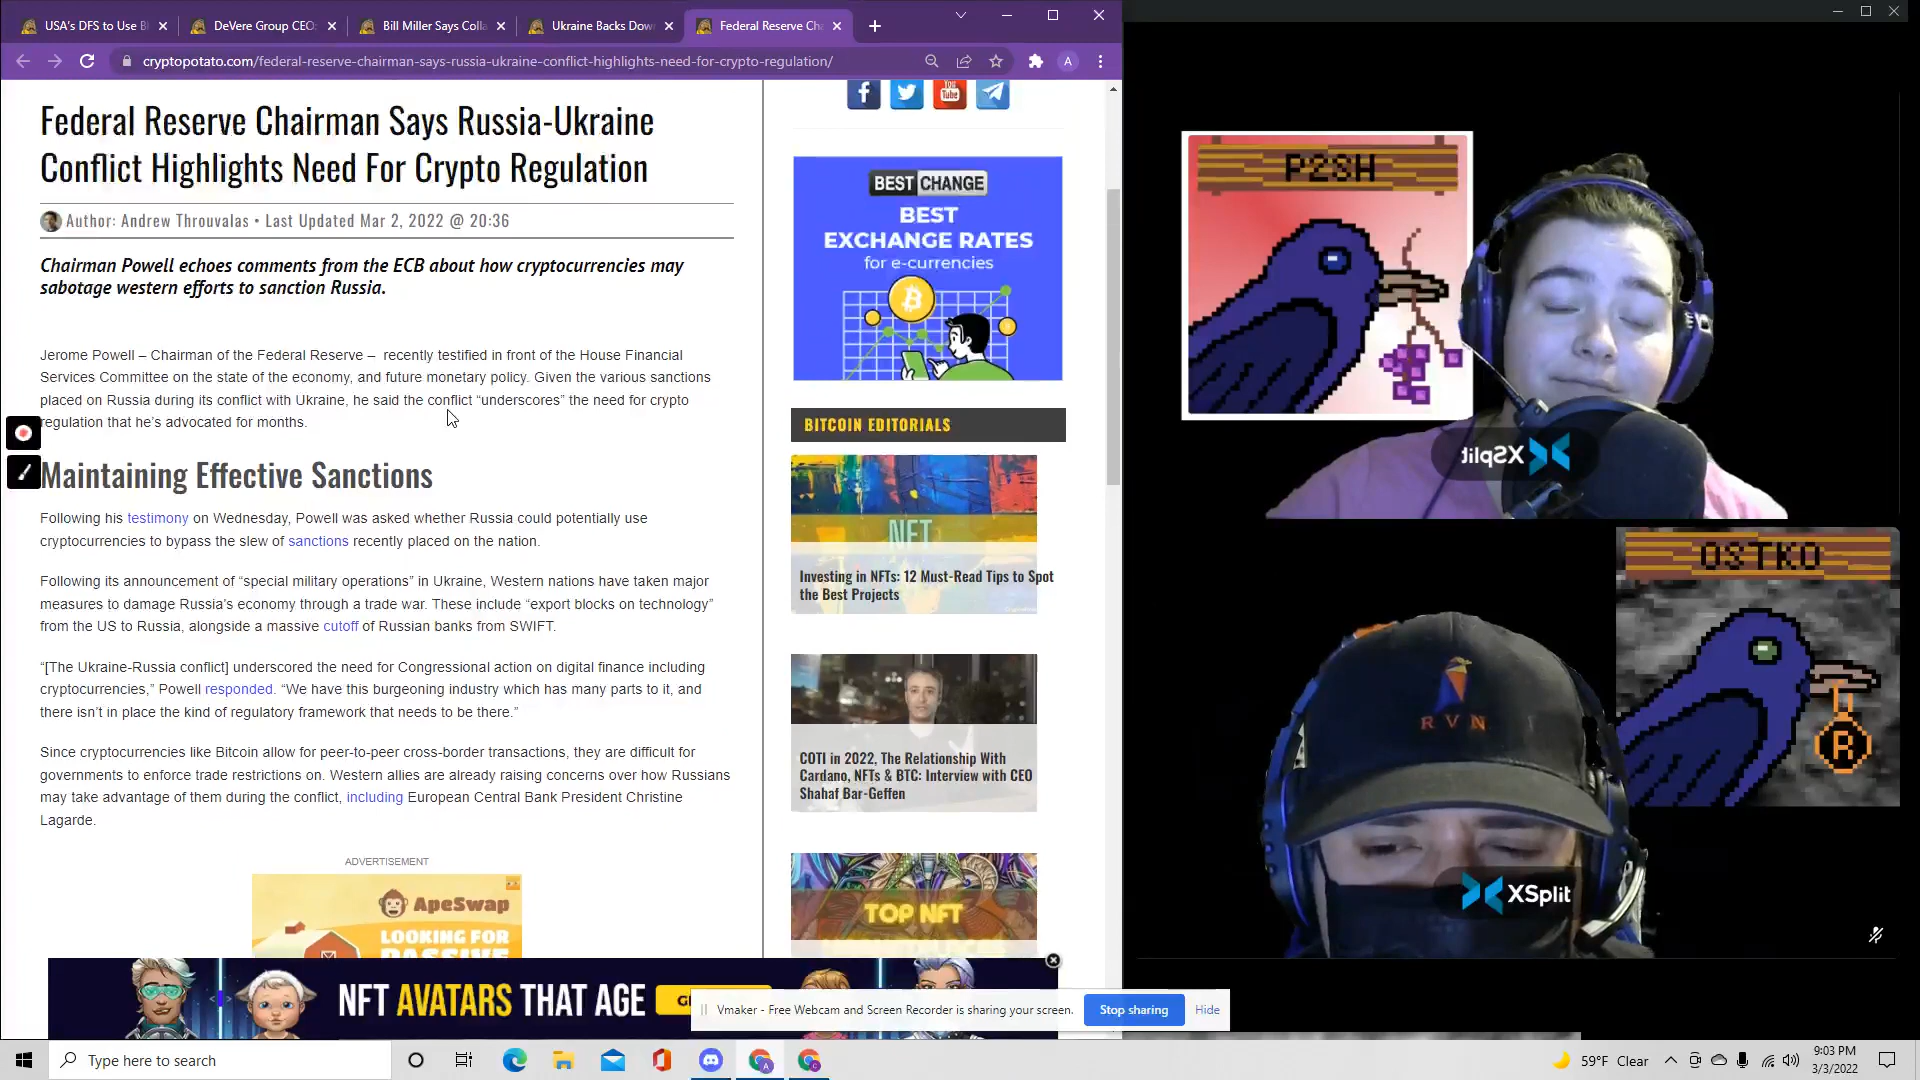 USA's DFS to Use Bl
DeVere Group CEO:
Bill Miller Says Colla
Ukraine Backs Down
Federal Reserve Cha
cryptopotato.com/federal-reserve-chairman-says-russia-ukraine-conflict-highlights-need-for-crypto-regulation/
A
Federal Reserve Chairman Says Russia-Ukraine
Conflict Highlights Need For Crypto Regulation
Author: Andrew Throuvalas • Last Updated Mar 2, 2022 @ 20:36
Chairman Powell echoes comments from the ECB about how cryptocurrencies may
sabotage western efforts to sanction Russia.
Jerome Powell – Chairman of the Federal Reserve – recently testified in front of the House Financial
Services Committee on the state of the economy, and future monetary policy. Given the various sanctions
placed on Russia during its conflict with Ukraine, he said the conflict “underscores” the need for crypto
regulation that he’s advocated for months.
Maintaining Effective Sanctions
Following his testimony on Wednesday, Powell was asked whether Russia could potentially use
cryptocurrencies to bypass the slew of sanctions recently placed on the nation.
Following its announcement of “special military operations” in Ukraine, Western nations have taken major
measures to damage Russia’s economy through a trade war. These include “export blocks on technology”
from the US to Russia, alongside a massive cutoff of Russian banks from SWIFT.
“[The Ukraine-Russia conflict] underscored the need for Congressional action on digital finance including
cryptocurrencies,” Powell responded. “We have this burgeoning industry which has many parts to it, and
there isn’t in place the kind of regulatory framework that needs to be there.”
Since cryptocurrencies like Bitcoin allow for peer-to-peer cross-border transactions, they are difficult for
governments to enforce trade restrictions on. Western allies are already raising concerns over how Russians
may take advantage of them during the conflict, including European Central Bank President Christine
Lagarde.
ADVERTISEMENT
ApeSwap
LOOKING FOR
You Tube
BEST CHANGE
BEST
EXCHANGE RATES
for e-currencies
BITCOIN EDITORIALS
NFT
Investing in NFTs: 12 Must-Read Tips to Spot
the Best Projects
COTI in 2022, The Relationship With
Cardano, NFTs & BTC: Interview with CEO
Shahaf Bar-Geffen
TOP NFT
NFT AVATARS THAT AGE
Vmaker - Free Webcam and Screen Recorder is sharing your screen.
Stop sharing
Hide
P2SH
XSplit
OSTKO
R
RVN
XSplit
Type here to search
59°F Clear
9:03 PM
3/3/2022